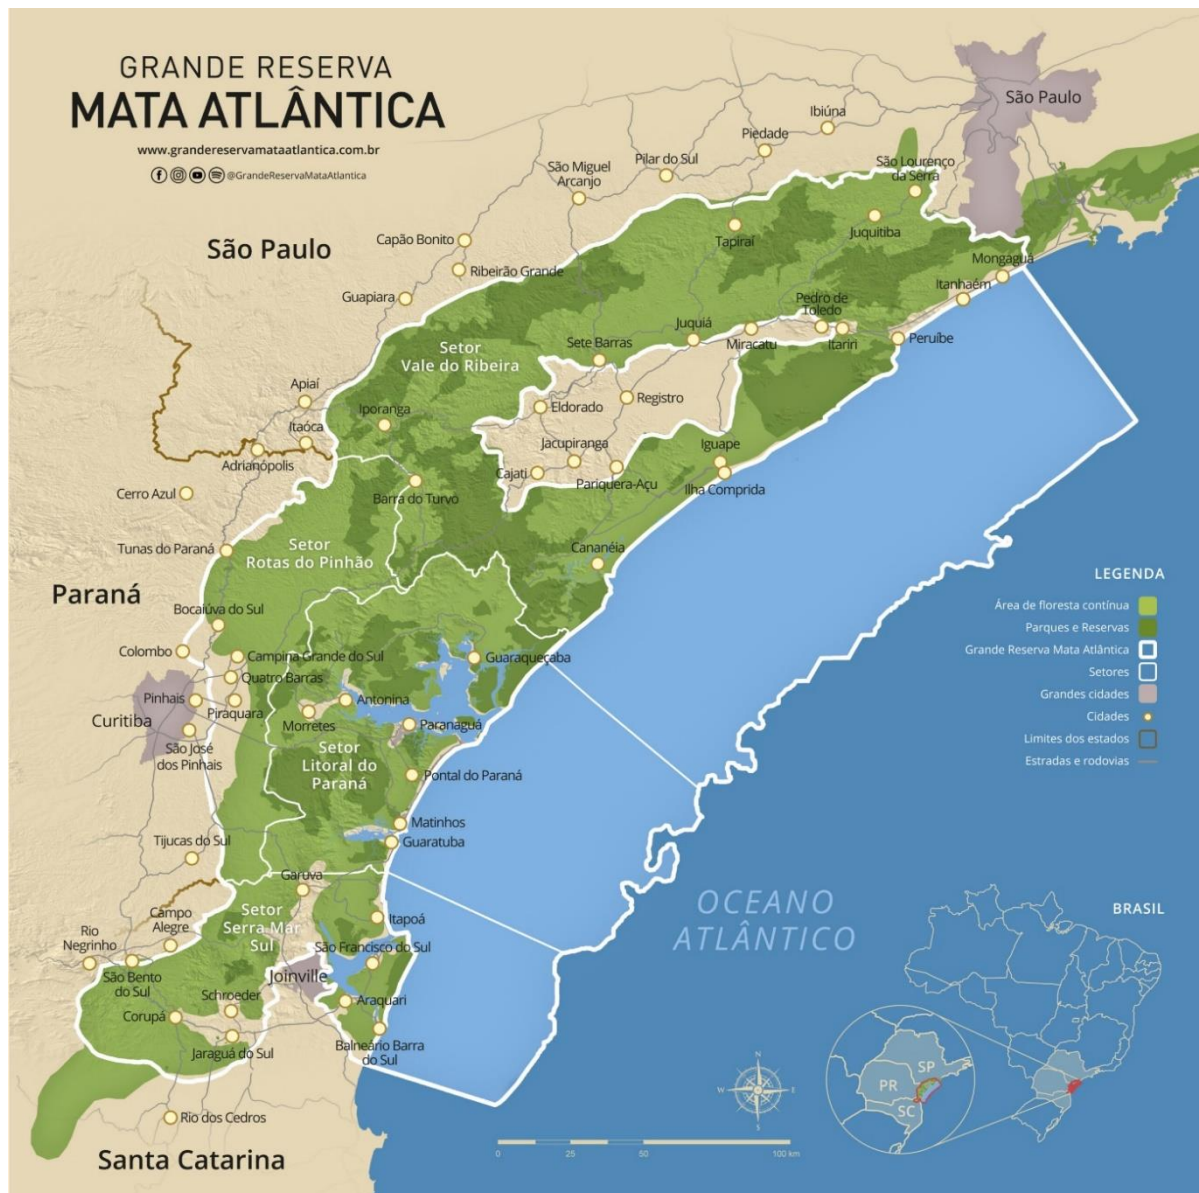 GRANDE RESERVA
MATA ATLÂNTICA
www.grandereservamataatlantica.com.br
@GrandeReservaMataAtlantica
São Paulo
Ibiúna
Piedade
Pilar do Sul
São Miguel
Arcanjo
São Lourenço
da Serra
Juquitiba
Tapiraí
São Paulo
Capão Bonito
Ribeirão Grande
Guapiara
Mongaguá
Itanhaém
Pedro de
Toledo
Juquiá
Miracatu
Itariri
Peruíbe
Sete Barras
Setor
Vale do Ribeira
Apiaí
Iporanga
Itaóca
Eldorado
Registro
Adrianópolis
Jacupiranga
Iguape
Cajati
Pariquera-Açu
Ilha Comprida
Cerro Azul
Barra do Turvo
Tunas do Paraná
Setor
Rotas do Pinhão
Cananéia
Paraná
Bocaiúva do Sul
Colombo
Campina Grande do Sul
Quatro Barras
Guaraqueçaba
Pinhais
Piraquara
Antonina
Curitiba
Morretes
Paranaguá
São José
dos Pinhais
Setor
Litoral do
Paraná
Pontal do Paraná
Matinhos
Guaratuba
Tijucas do Sul
Garuva
Campo
Alegre
Setor
Serra Mar
Sul
Itapoá
Rio
Negrinho
São Francisco do Sul
São Bento
do Sul
Joinville
Schroeder
Araquari
Corupá
Jaraguá do Sul
Balneário Barra
do Sul
Rio dos Cedros
Santa Catarina
LEGENDA
Área de floresta contínua
Parques e Reservas
Grande Reserva Mata Atlântica
Setores
Grandes cidades
Cidades
Limites dos estados
Estradas e rodovias
OCEANO
ATLÂNTICO
BRASIL
SP
PR
SC
N
W E
S
0 25 50 100 km